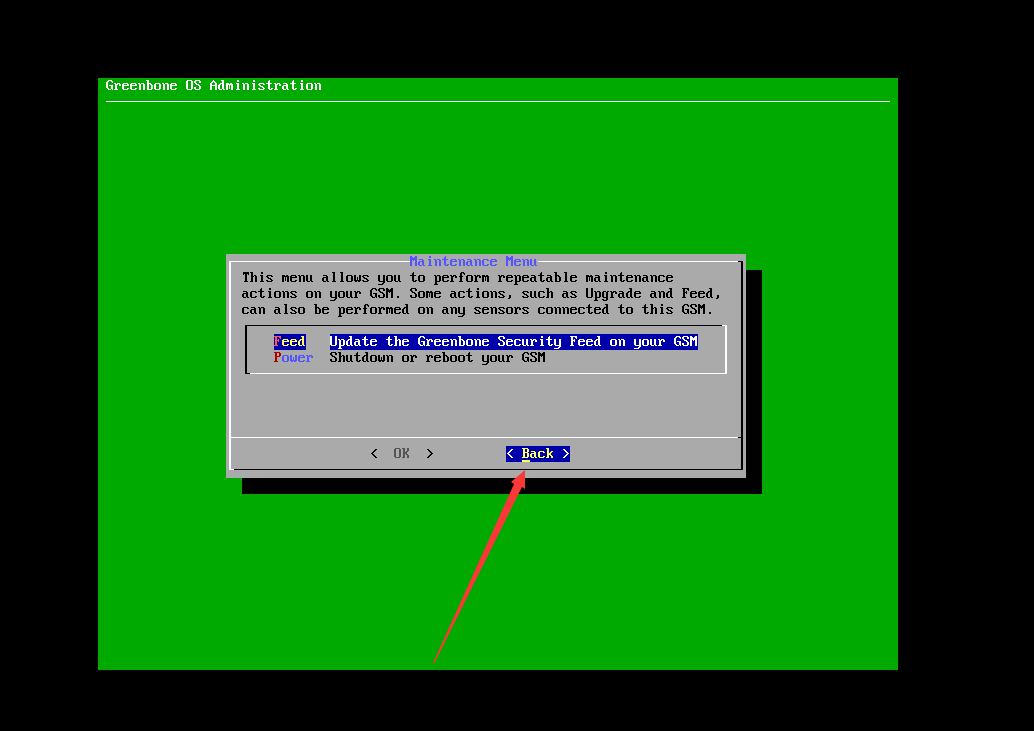 Greenbone OS Administration
Maintenance Menu
This menu allows you to perform repeatable maintenance
actions on your GSM. Some actions, such as Upgrade and Feed,
can also be performed on any sensors connected to this GSM.
Feed Update the Greenbone Security Feed on your GSM
Power Shutdown or reboot your GSM
< OK > < Back >